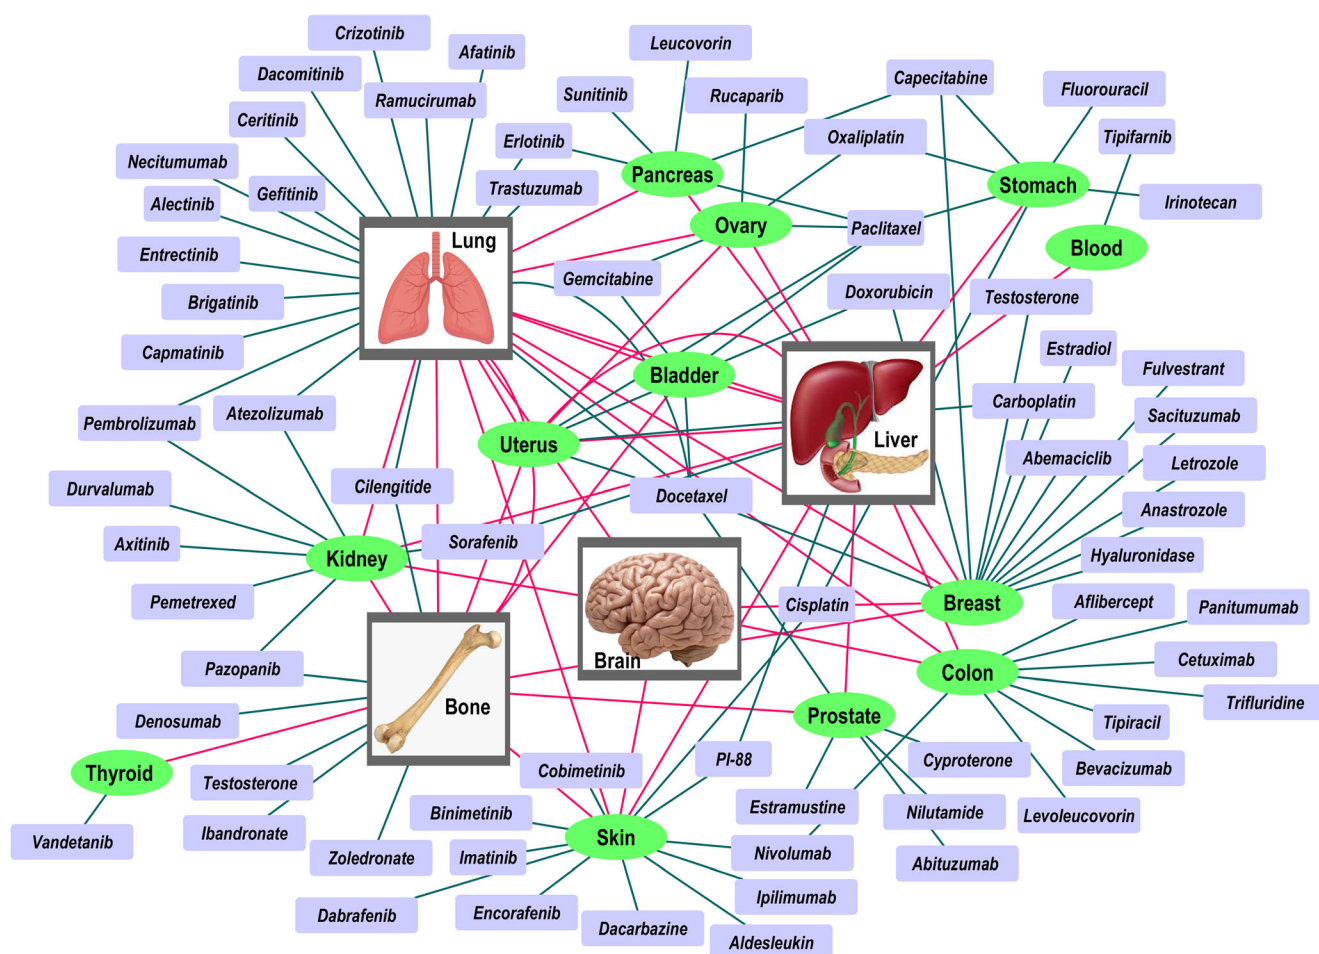 Crizotinib
Afatinib
Leucovorin
Dacomitinib
Capecitabine
Fluorouracil
Ramucirumab
Sunitinib
Rucaparib
Ceritinib
Erlotinib
Oxaliplatin
Tipifarnib
Necitumumab
Pancreas
Stomach
Gefitinib
Trastuzumab
Alectinib
Irinotecan
Ovary
Paclitaxel
Lung
Blood
Entrectinib
Gemcitabine
Doxorubicin
Testosterone
Brigatinib
Capmatinib
Estradiol
Bladder
Fulvestrant
Carboplatin
Atezolizumab
Pembrolizumab
Sacituzumab
Uterus
Liver
Abemaciclib
Letrozole
Durvalumab
Cilengitide
Docetaxel
Anastrozole
Axitinib
Sorafenib
Kidney
Hyaluronidase
Pemetrexed
Cisplatin
Breast
Aflibercept
Panitumumab
Brain
Cetuximab
Pazopanib
Colon
Bone
Trifluridine
Denosumab
Prostate
Tipiracil
PI-88
Cyproterone
Bevacizumab
Thyroid
Cobimetinib
Testosterone
Estramustine
Nilutamide
Levoleucovorin
Binimetinib
Ibandronate
Skin
Vandetanib
Zoledronate
Imatinib
Nivolumab
Abituzumab
Ipilimumab
Dabrafenib
Encorafenib
Dacarbazine
Aldesleukin